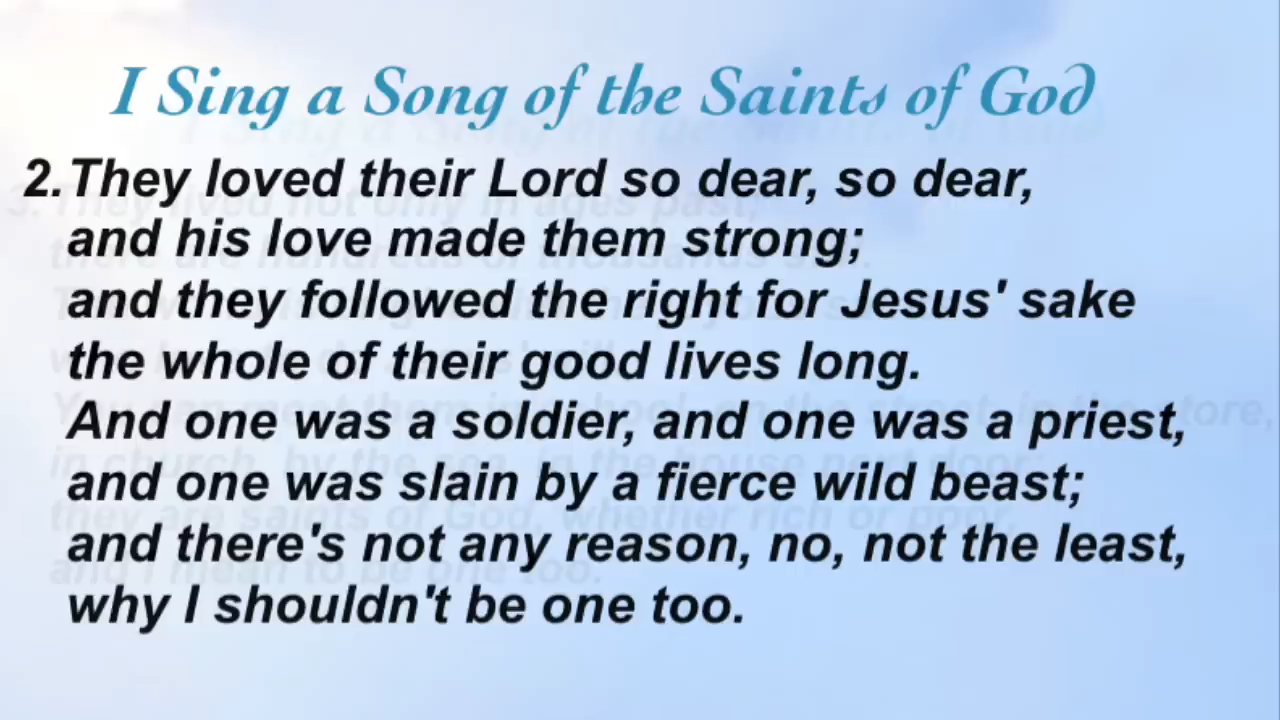 I Sing a Song of the Saints of God
2. They loved their Lord so dear, so dear,
and his love made them strong;
and they followed the right for Jesus' sake
the whole of their good lives long.
And one was a soldier, and one was a priest,
and one was slain by a fierce wild beast;
and there's not any reason, no, not the least,
why I shouldn't be one too.